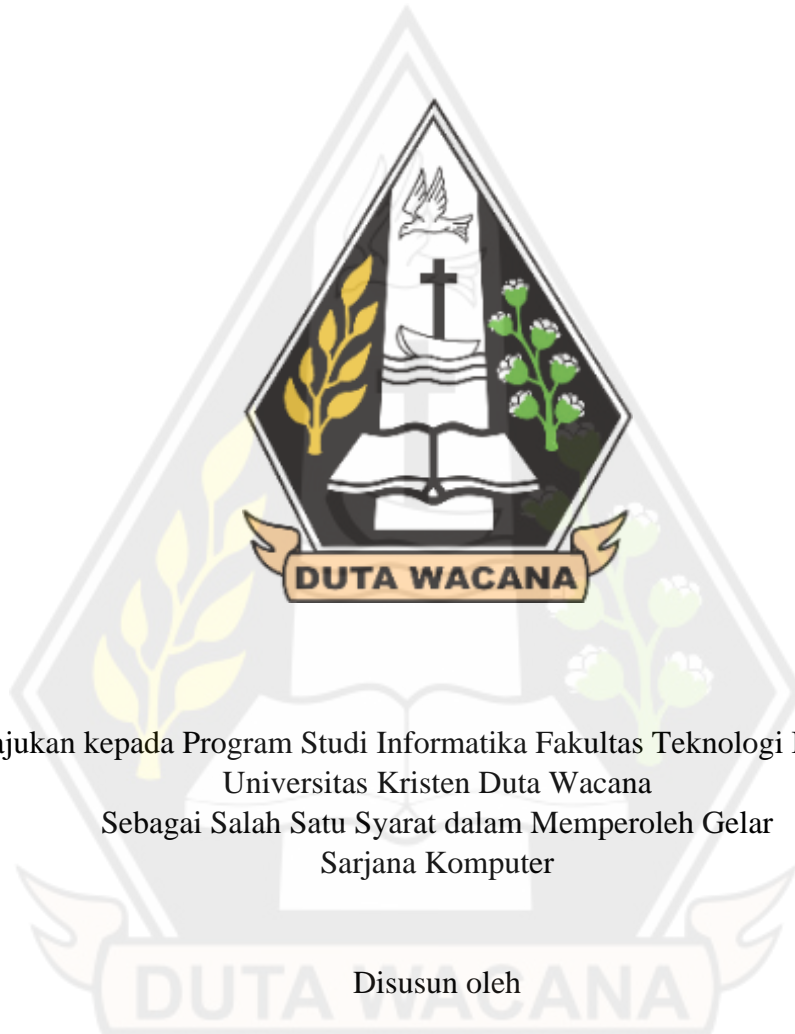 DUTA WACANA
ajukan kepada Program Studi Informatika Fakultas Teknologi
Universitas Kristen Duta Wacana
Sebagai Salah Satu Syarat dalam Memperoleh Gelar
Sarjana Komputer
Disusun oleh
DUTA WACANA